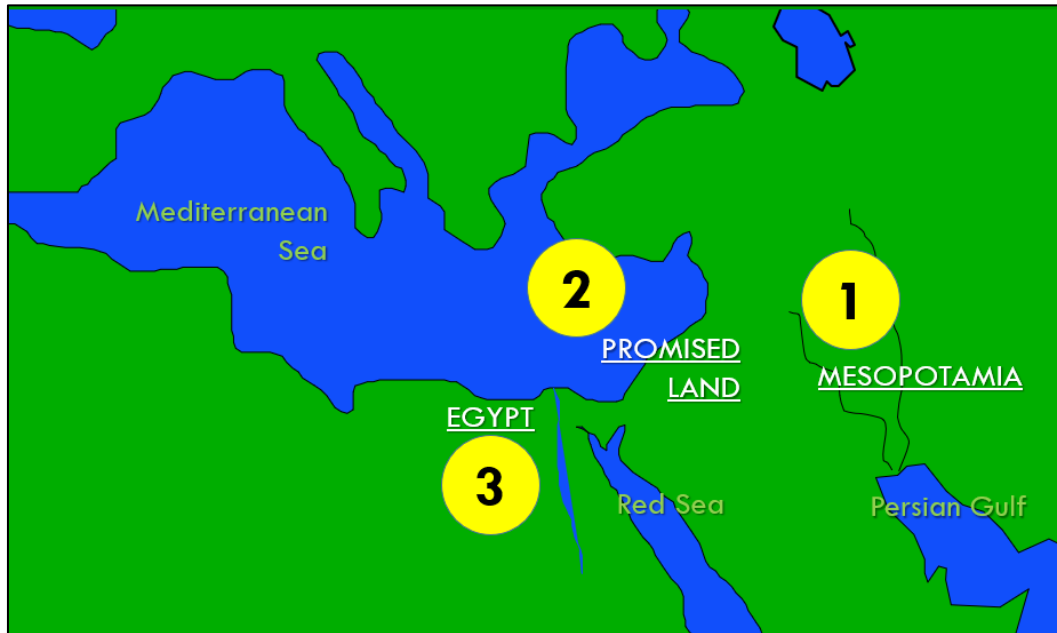 Mediterranean
Sea
2
1
PROMISED
LAND
MESOPOTAMIA
EGYPT
3
Red Sea
Persian Gulf